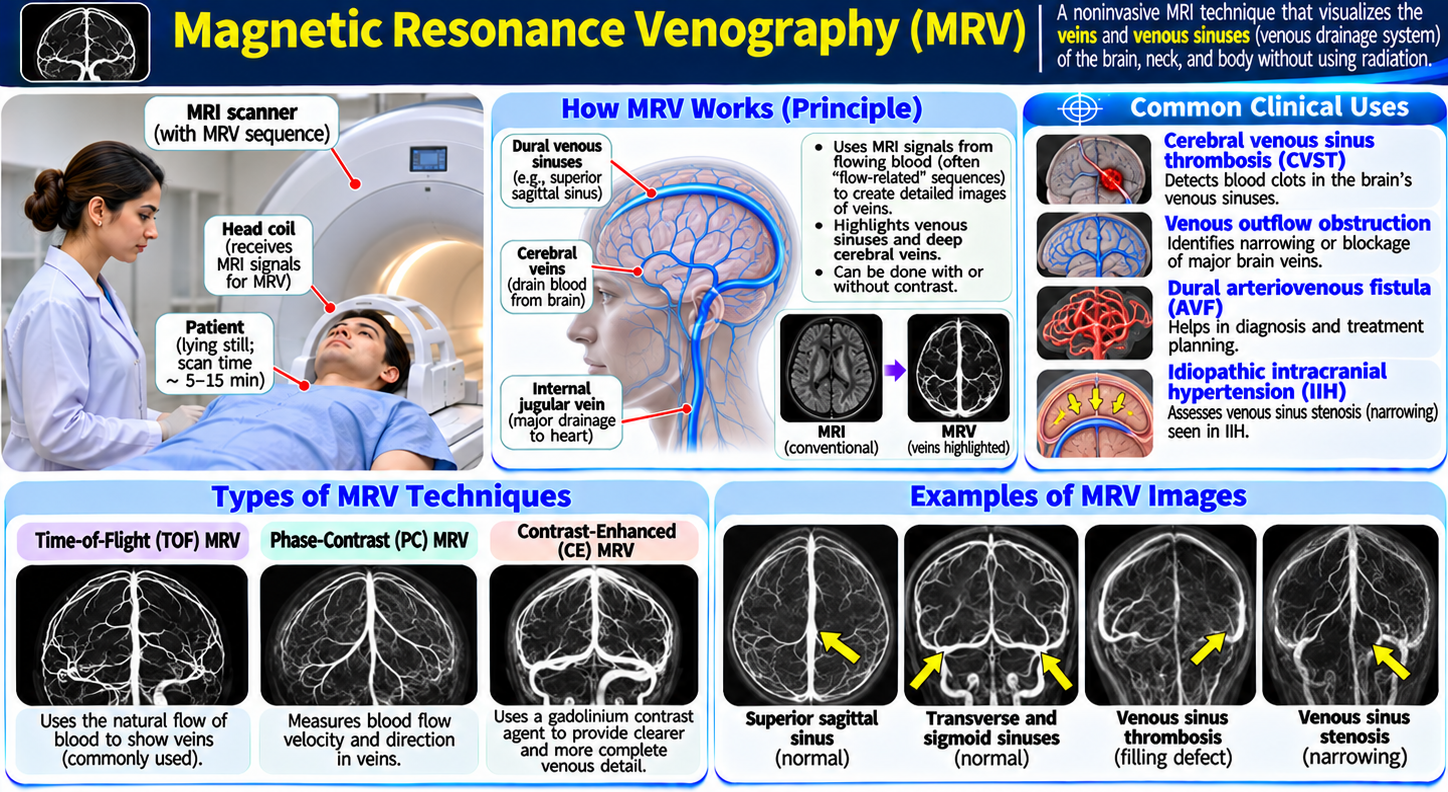 Magnetic Resonance Venography (MRV)
A noninvasive MRI technique that visualizes the
veins and venous sinuses (venous drainage system)
of the brain, neck, and body without using radiation.
MRI scanner
(with MRV sequence)
Head coil
(receives
MRI signals
for MRV)
Patient
(lying still;
scan time
~ 5–15 min)
How MRV Works (Principle)
Dural venous
sinuses
(e.g., superior
sagittal sinus)
Cerebral
veins
(drain blood
from brain)
Internal
jugular vein
(major drainage
to heart)
• Uses MRI signals from
flowing blood (often
“flow-related” sequences)
to create detailed images
of veins.
• Highlights venous
sinuses and deep
cerebral veins.
• Can be done with or
without contrast.
MRI
(conventional)
MRV
(veins highlighted)
Common Clinical Uses
Cerebral venous sinus
thrombosis (CVST)
Detects blood clots in the brain’s
venous sinuses.
Venous outflow obstruction
Identifies narrowing or blockage
of major brain veins.
Dural arteriovenous fistula
(AVF)
Helps in diagnosis and treatment
planning.
Idiopathic intracranial
hypertension (IIH)
Assesses venous sinus stenosis (narrowing)
seen in IIH.
Types of MRV Techniques
Time-of-Flight (TOF) MRV
Uses the natural flow of
blood to show veins
(commonly used).
Phase-Contrast (PC) MRV
Measures blood flow
velocity and direction
in veins.
Contrast-Enhanced
(CE) MRV
Uses a gadolinium contrast
agent to provide clearer
and more complete
venous detail.
Examples of MRV Images
Superior sagittal
sinus
(normal)
Transverse and
sigmoid sinuses
(normal)
Venous sinus
thrombosis
(filling defect)
Venous sinus
stenosis
(narrowing)